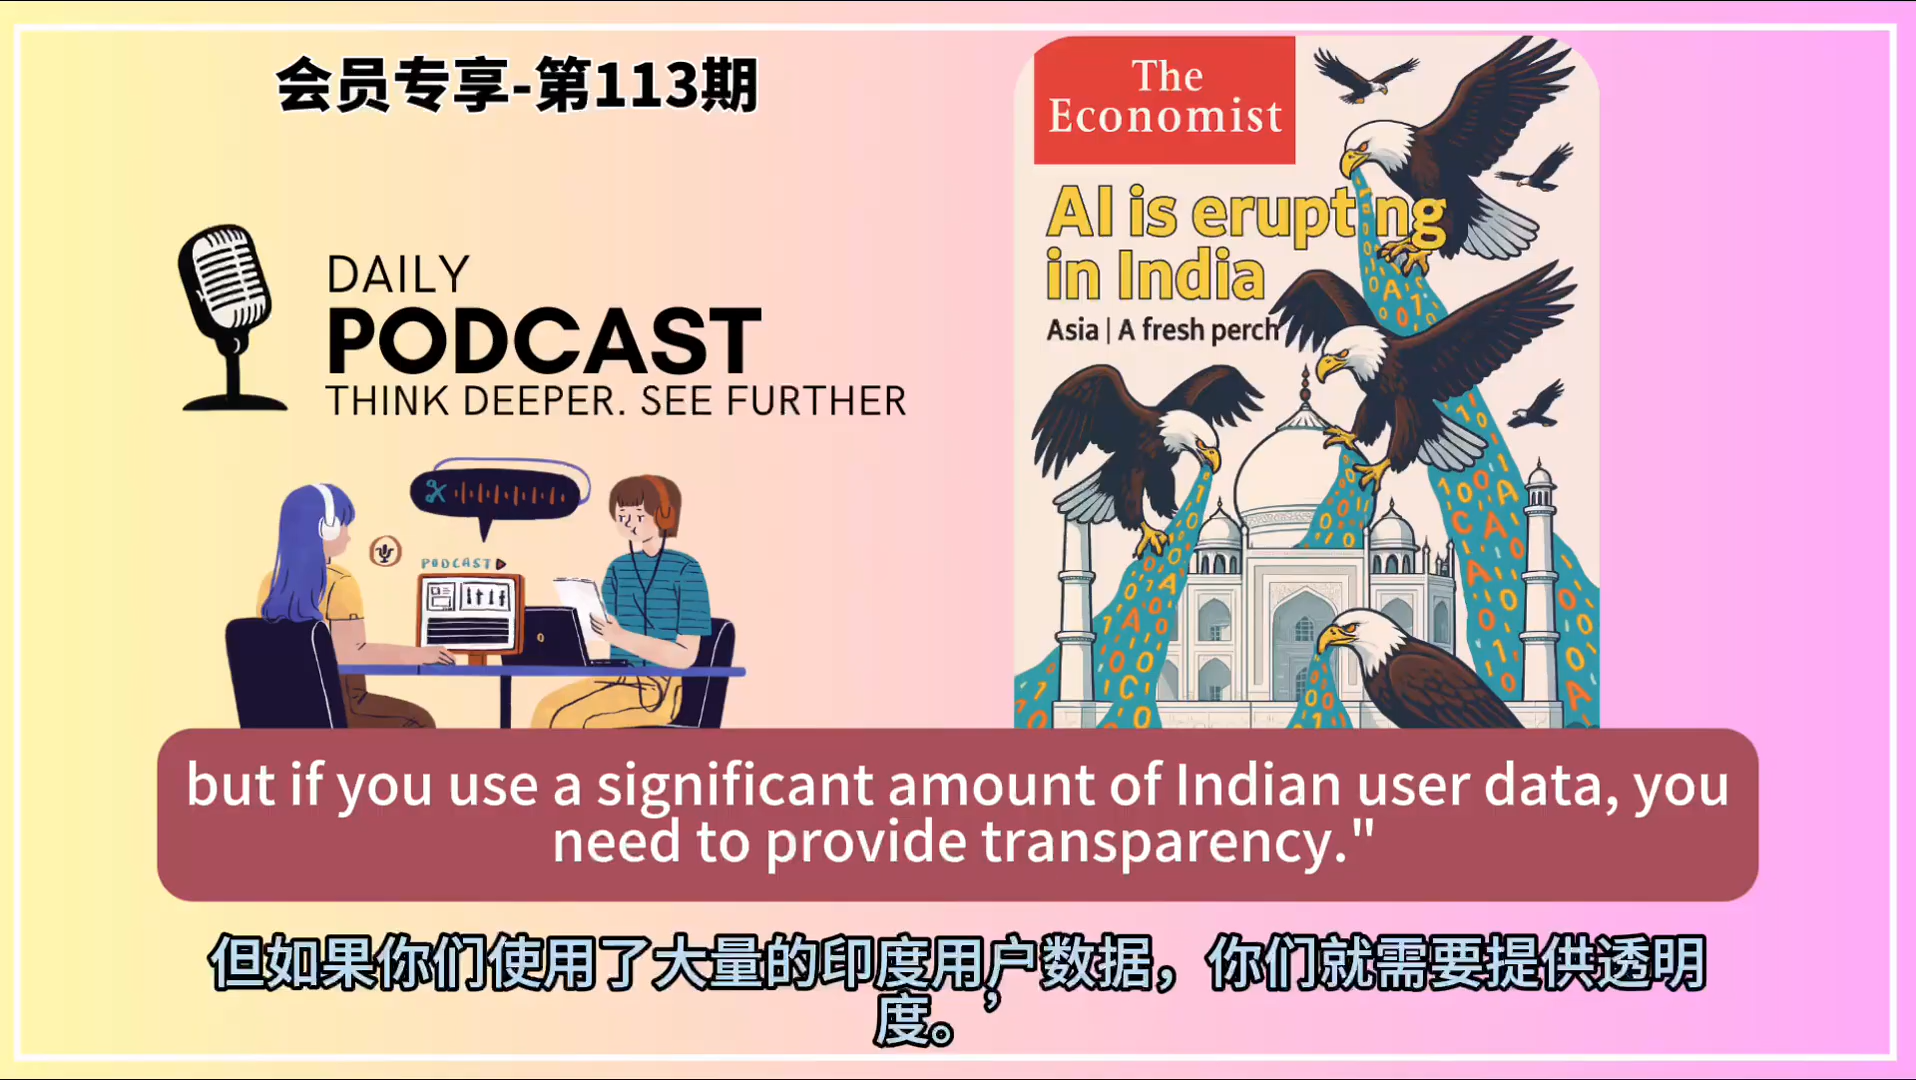 会员专享-第113期
DAILY
PODCAST
THINK DEEPER. SEE FURTHER
PODCAST
The
Economist
AI is erupting
in India
Asia | A fresh perch
but if you use a significant amount of Indian user data, you
need to provide transparency."
但如果你们使用了大量的印度用户数据，你们就需要提供透明
度。’